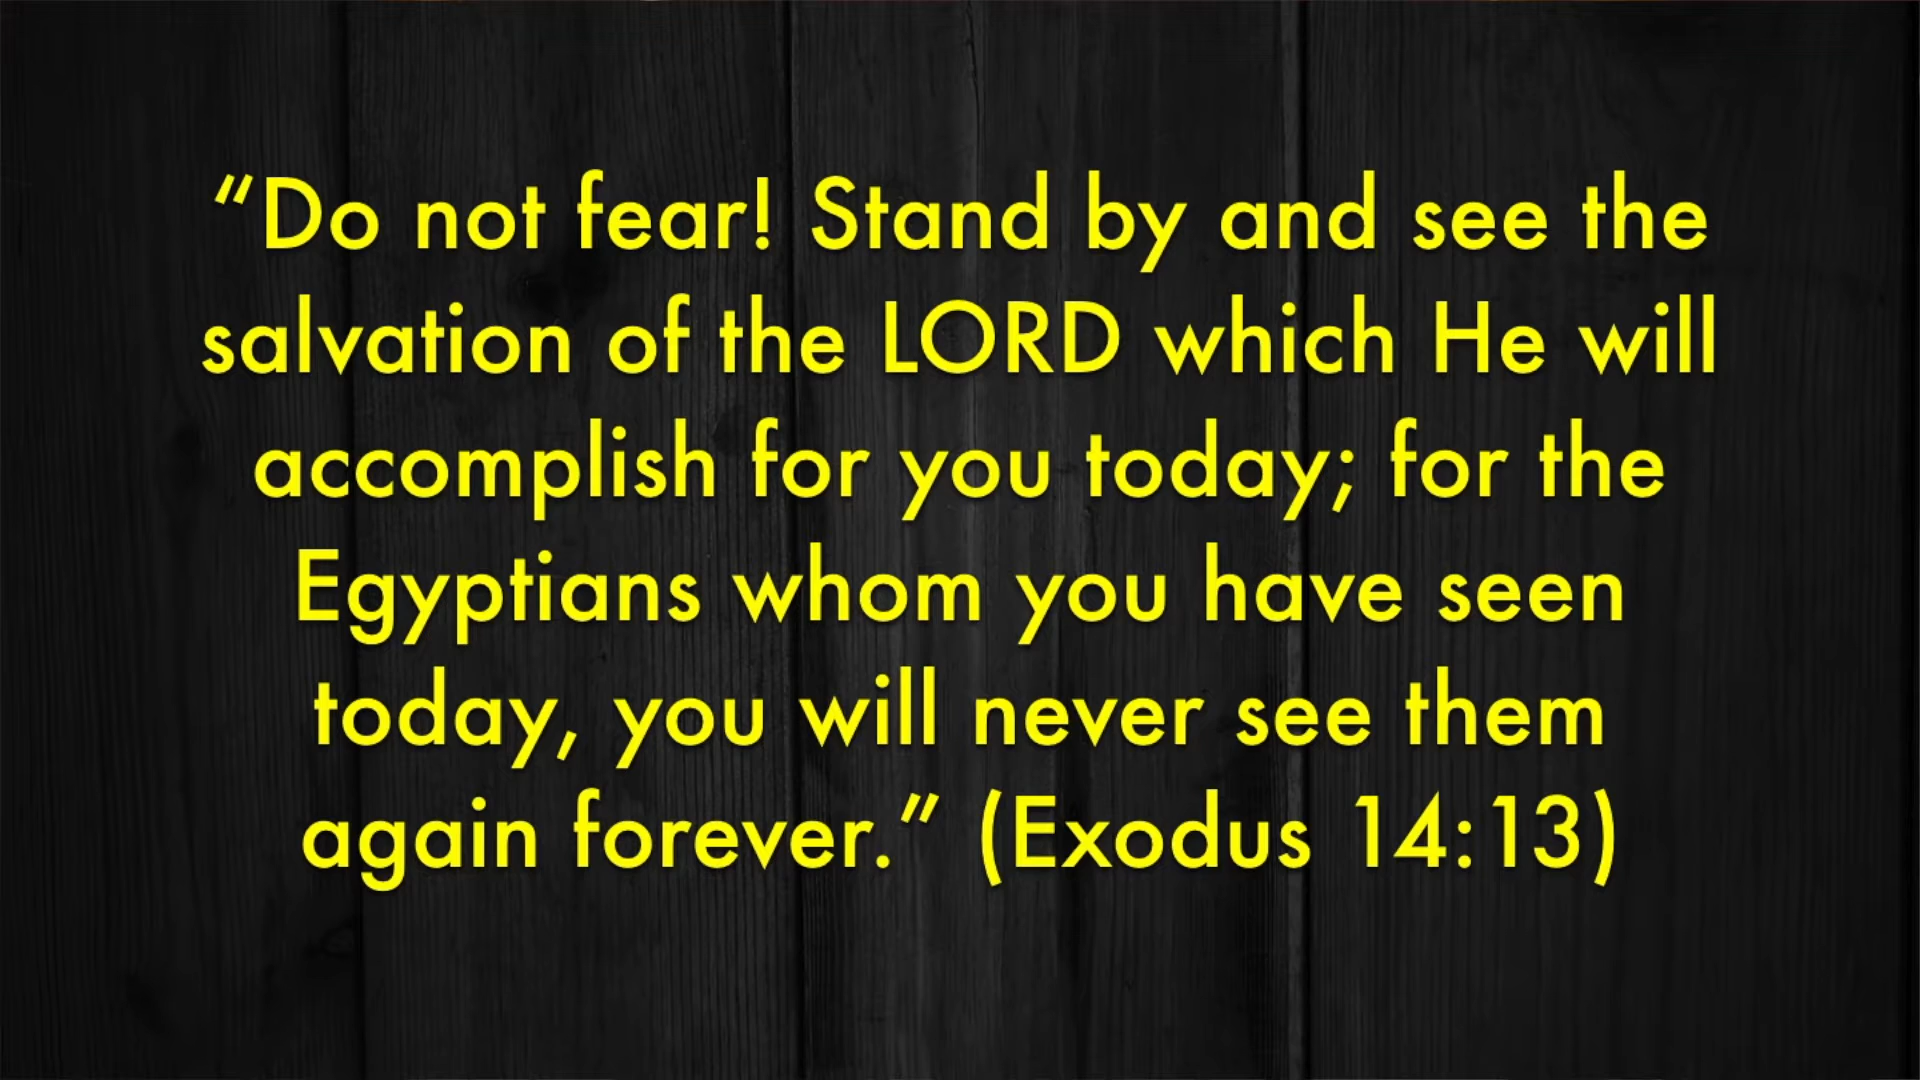 “Do not fear! Stand by and see the
salvation of the LORD which He will
accomplish for you today; for the
Egyptians whom you have seen
today, you will never see them
again forever.” (Exodus 14:13)